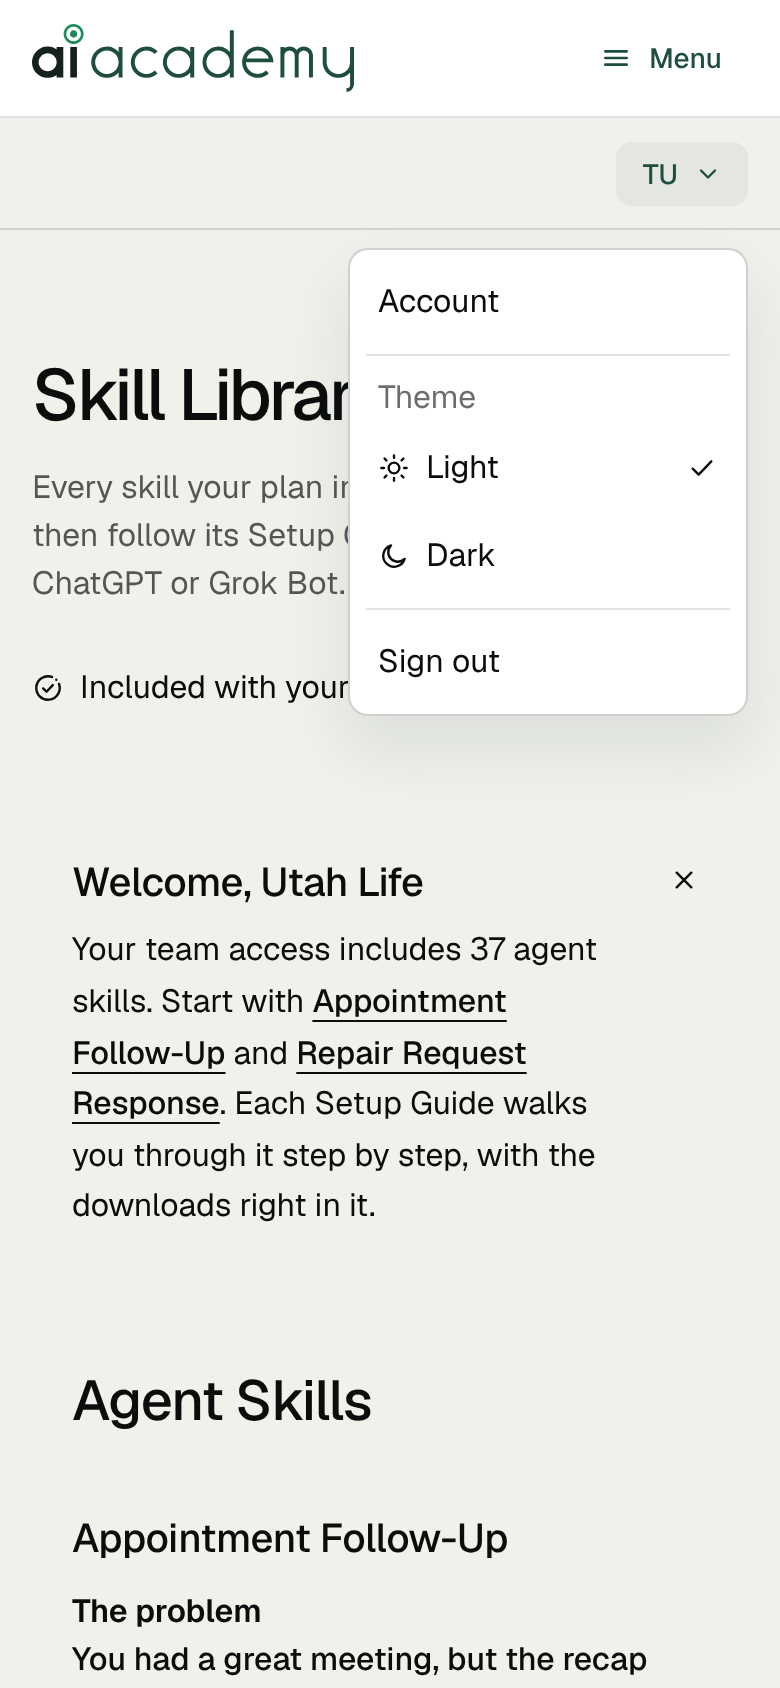 ai academy
Menu
TU
Account
Theme
Light
Dark
Sign out
Skill
Every skill your plan
then follow its Setup
ChatGPT or Grok Bot.
Included with your
Welcome, Utah Life
Your team access includes 37 agent
skills. Start with Appointment
Follow-Up and Repair Request
Response. Each Setup Guide walks
you through it step by step, with the
downloads right in it.
Agent Skills
Appointment Follow-Up
The problem
You had a great meeting, but the recap